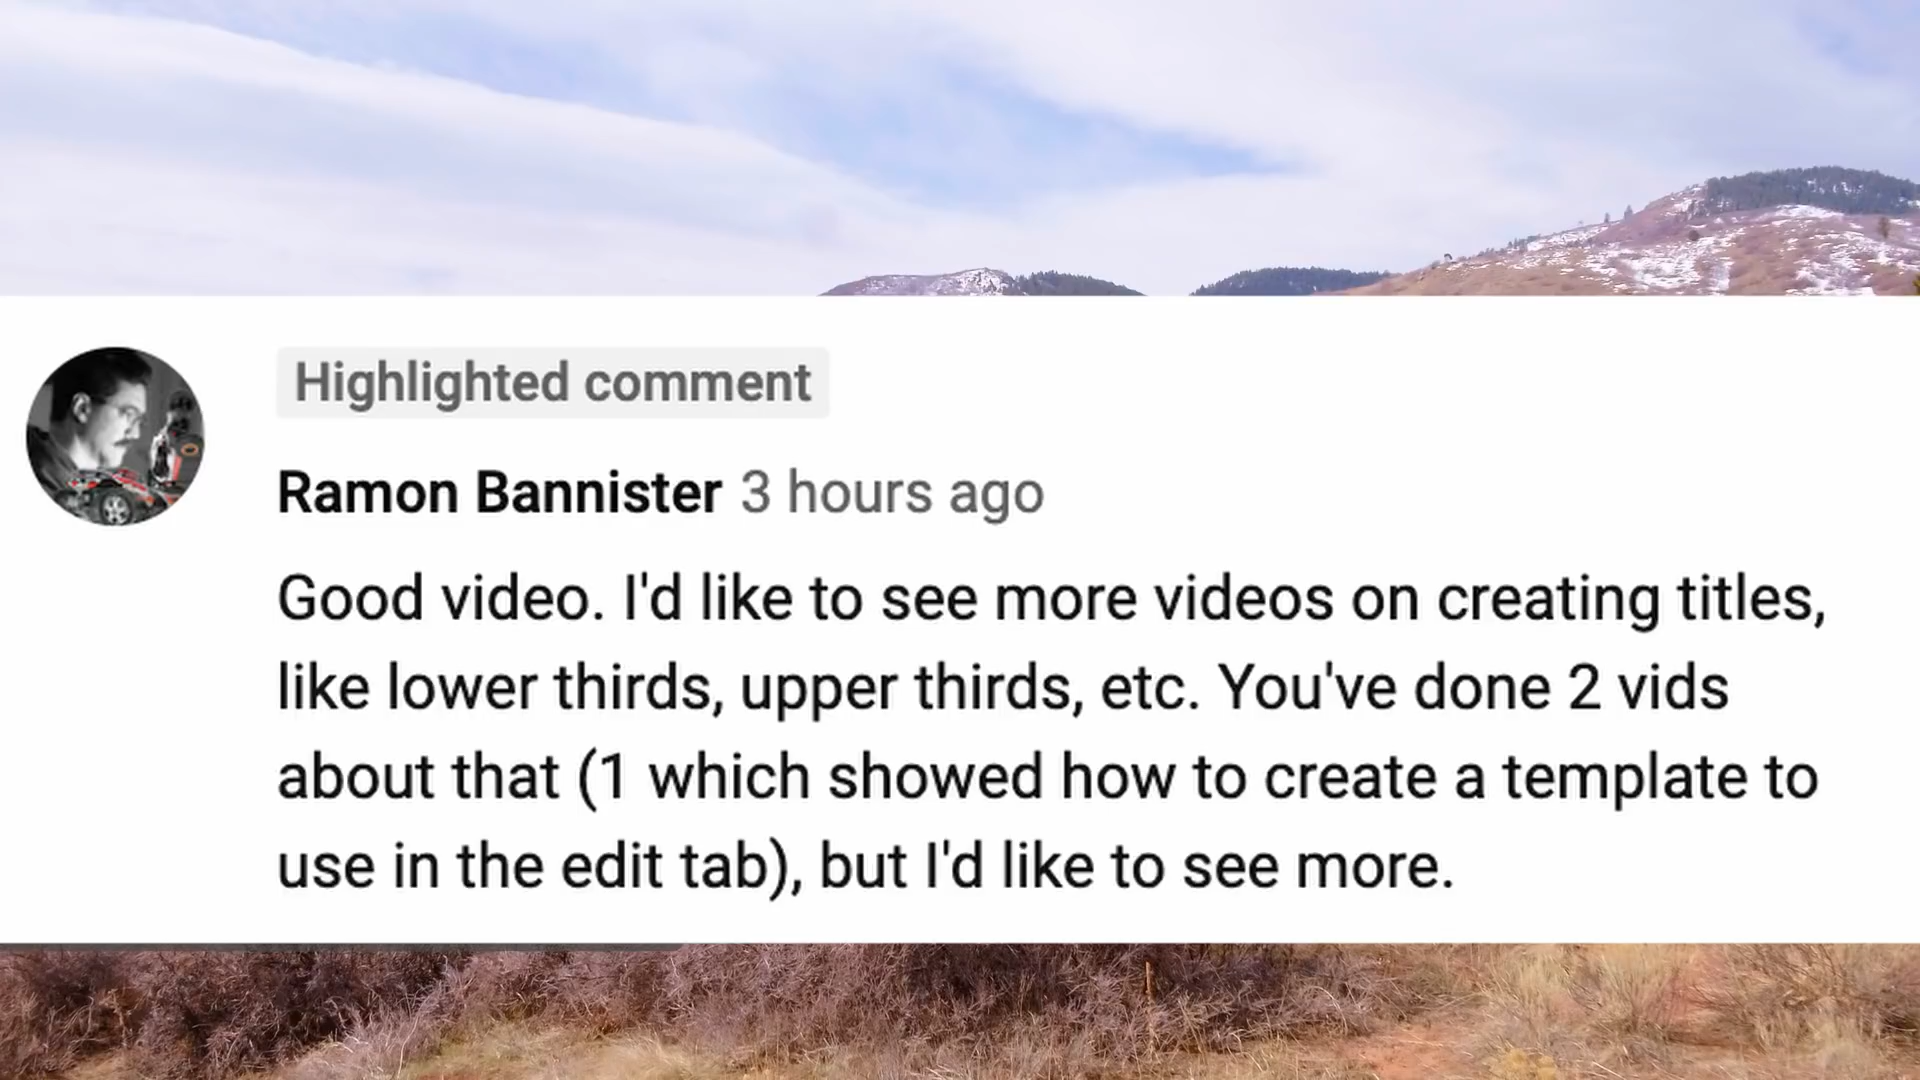 Highlighted comment
Ramon Bannister 3 hours ago
Good video. I'd like to see more videos on creating titles,
like lower thirds, upper thirds, etc. You've done 2 vids
about that (1 which showed how to create a template to
use in the edit tab), but I'd like to see more.